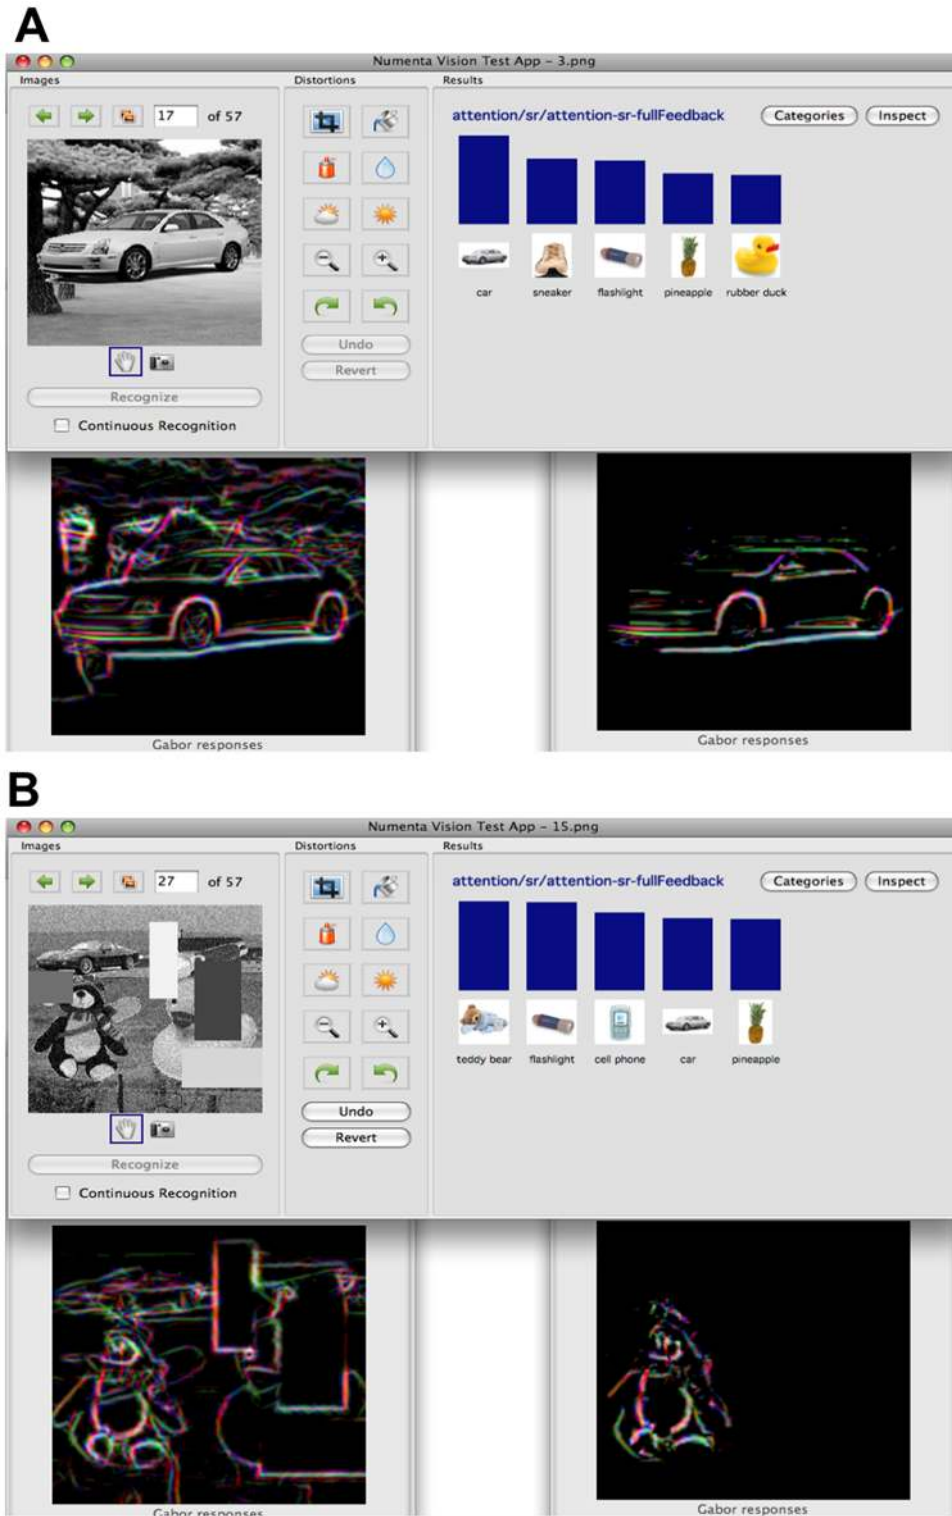 A
Numenta Vision Test App - 3.png
Images
Distortions
Results
17 of 57
attention/sr/attention-sr-fullFeedback
Categories
Inspect
car
sneaker
flashlight
pineapple
rubber duck
Undo
Revert
Recognize
Continuous Recognition
Gabor responses
Gabor responses
B
Numenta Vision Test App - 15.png
Images
Distortions
Results
27 of 57
attention/sr/attention-sr-fullFeedback
Categories
Inspect
teddy bear
flashlight
cell phone
car
pineapple
Undo
Revert
Recognize
Continuous Recognition
Gabor responses
Gabor responses